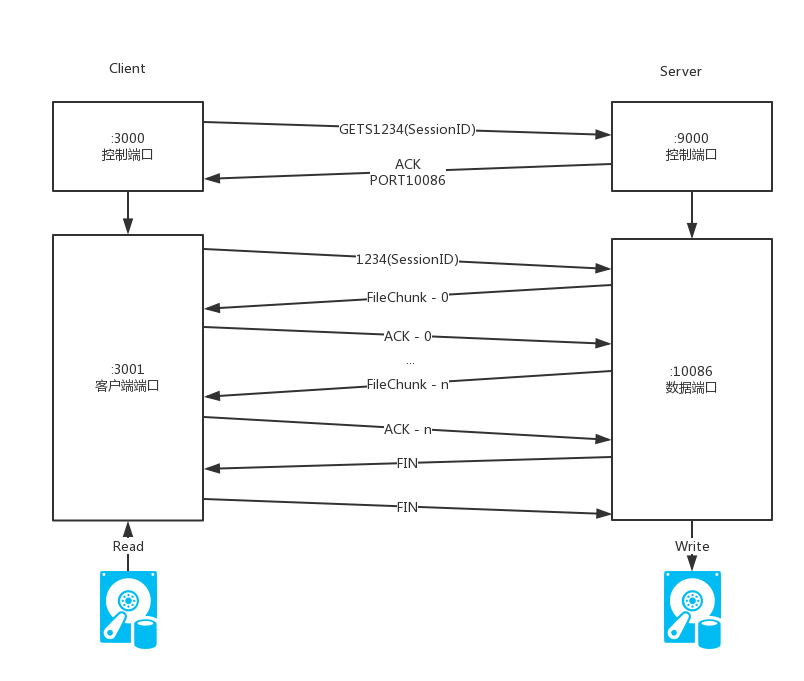 Client
Server
:3000
控制端口
GETS1234(SessionID)
:9000
控制端口
ACK
PORT10086
1234(SessionID)
FileChunk - 0
ACK - 0
...
:3001
客户端端口
FileChunk - n
:10086
数据端口
ACK - n
FIN
FIN
Read
Write